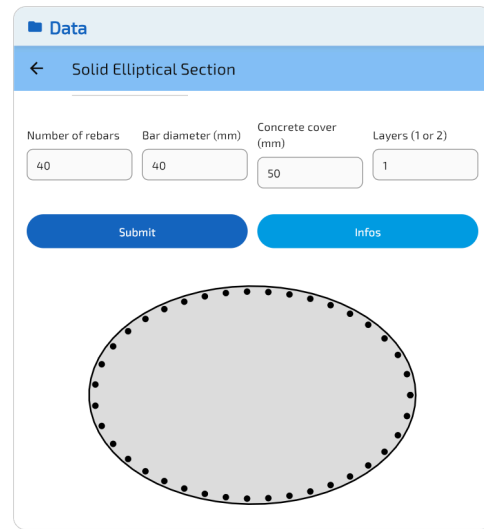 Data
Solid Elliptical Section
Number of rebars
Bar diameter (mm)
Concrete cover
(mm)
Layers (1 or 2)
40
40
50
1
Submit
Infos